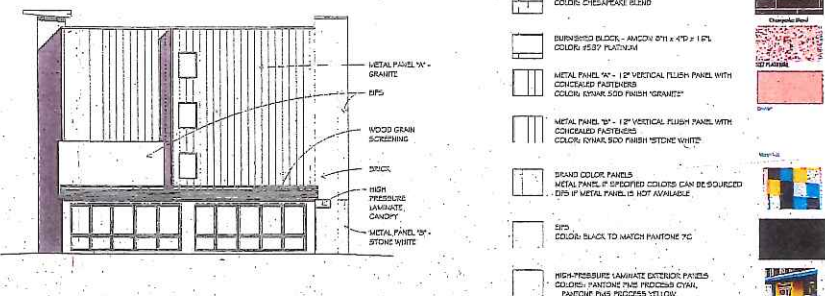 METAL PANEL "A" -
GRANITE
EIFS
WOOD GRAIN
SCREENING
BRICK
HIGH
PRESSURE
LAMINATE
CANOPY
METAL PANEL "B" -
STONE WHITE
COLOR: CHESAPEAKE BLEND
BURNISHED BLOCK - AMCON 8"H x 4"D x 16"L
COLOR: #537 PLATINUM
METAL PANEL "A" - 12" VERTICAL FLUSH PANEL WITH
CONCEALED FASTENERS
COLOR: KYNAR 500 FINISH "GRANITE"
METAL PANEL "B" - 12" VERTICAL FLUSH PANEL WITH
CONCEALED FASTENERS
COLOR: KYNAR 500 FINISH "STONE WHITE"
BRAND COLOR PANELS
METAL PANEL IF SPECIFIED COLORS CAN BE SOURCED
EIFS IF METAL PANEL IS NOT AVAILABLE
EIFS
COLOR: BLACK TO MATCH PANTONE 7C
HIGH-PRESSURE LAMINATE EXTERIOR PANELS
COLORS: PANTONE PMS PROCESS CYAN,
PANTONE PMS PROCESS YELLOW
Chesapeake Blend
537 PLATINUM